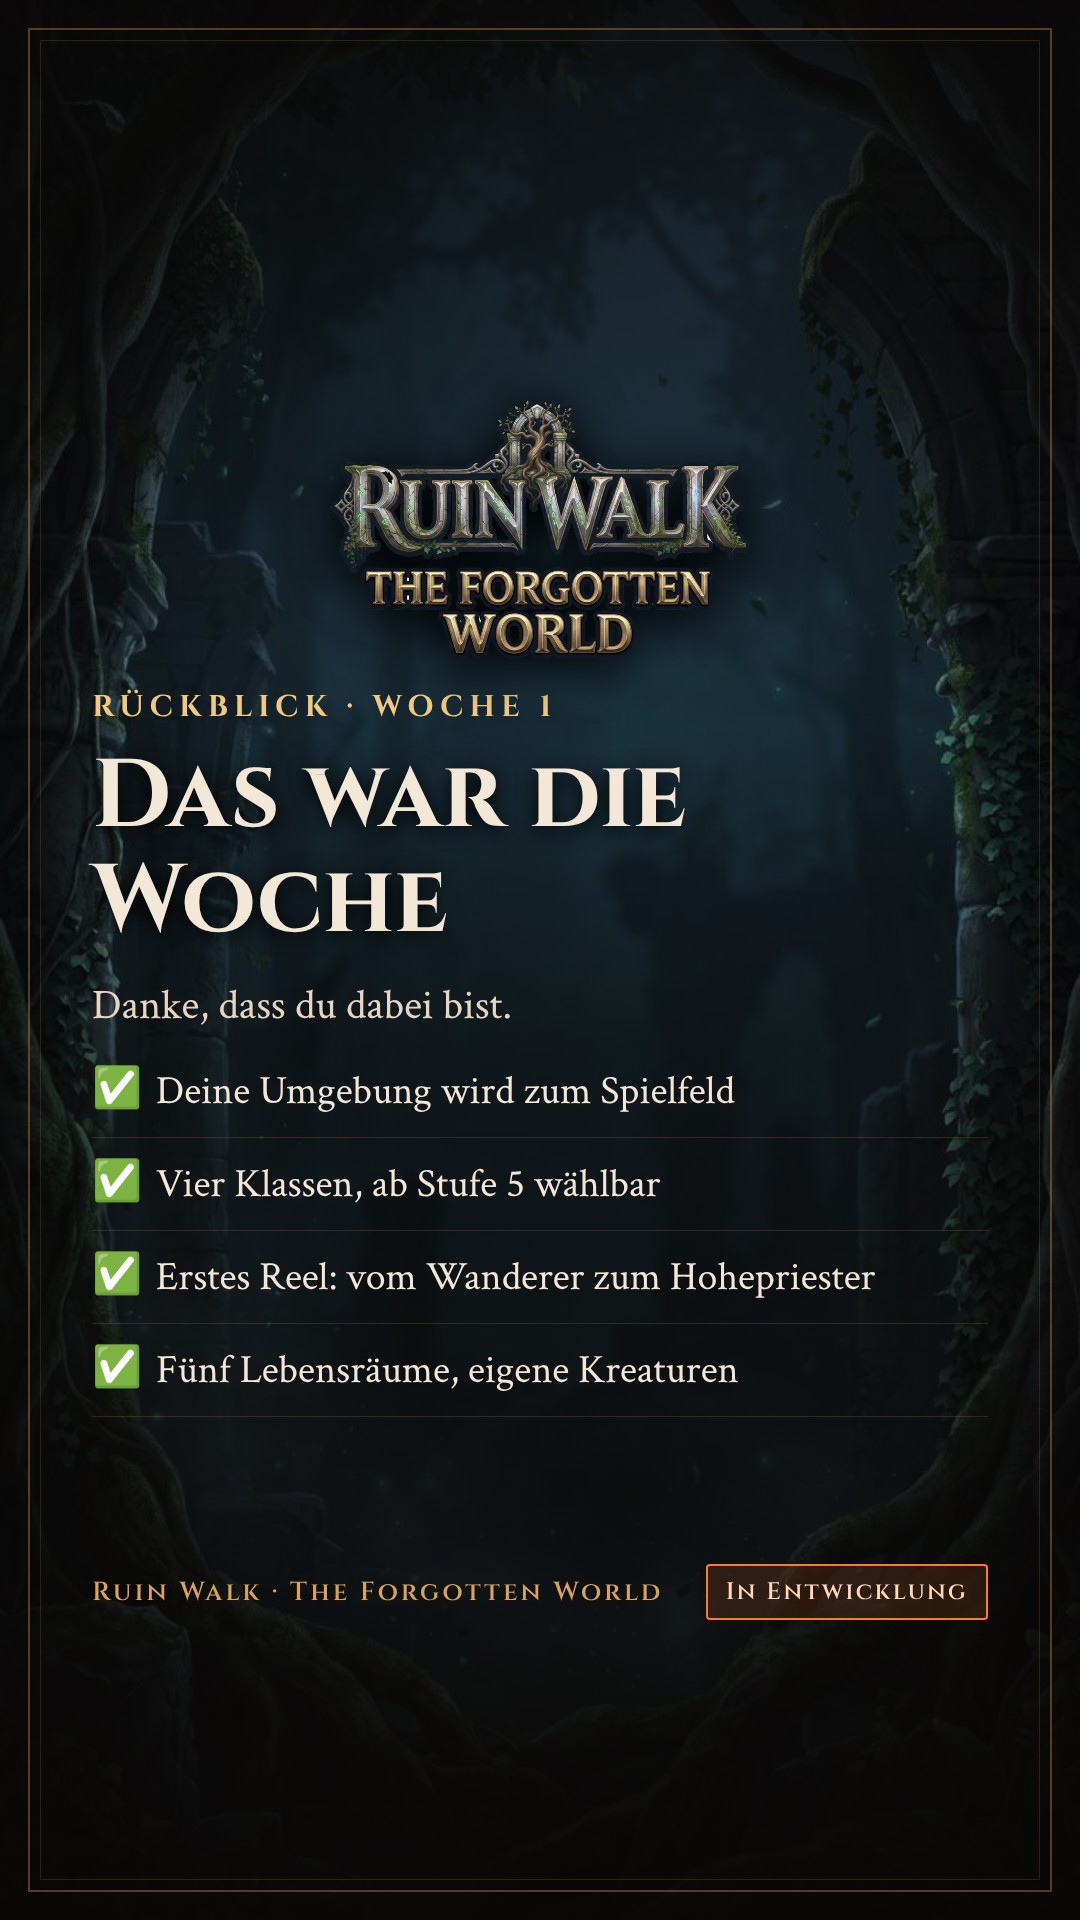 RUIN WALK
THE FORGOTTEN
WORLD
RÜCKBLICK · WOCHE 1
DAS WAR DIE
WOCHE
Danke, dass du dabei bist.
✅ Deine Umgebung wird zum Spielfeld
✅ Vier Klassen, ab Stufe 5 wählbar
✅ Erstes Reel: vom Wanderer zum Hohepriester
✅ Fünf Lebensräume, eigene Kreaturen
RUIN WALK · THE FORGOTTEN WORLD
IN ENTWICKLUNG